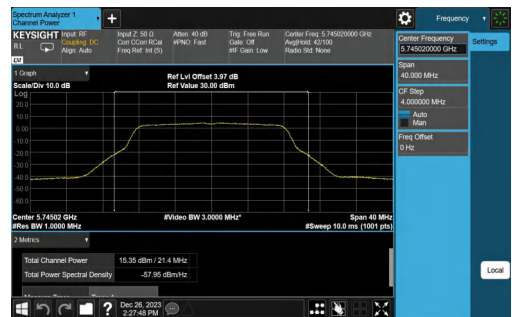 Spectrum Analyzer 1
Channel Power
+
Frequency
KEYSIGHT
RL
Input: RF
Coupling: DC
Align: Auto
Input Z: 50 Ω
Corr CCorr RCal
Freq Ref: Int (S)
Atten: 40 dB
#PNO: Fast
Trig: Free Run
Gate: Off
#IF Gain: Low
Center Freq: 5.745020000 GHz
Avg|Hold: 42/100
Radio Std: None
Center Frequency
5.745020000 GHz
Settings
Span
40.000 MHz
CF Step
4.000000 MHz
Auto
Man
Freq Offset
0 Hz
1 Graph
Scale/Div 10.0 dB
Ref Lvl Offset 3.97 dB
Ref Value 30.00 dBm
Log
20.0
10.0
0.00
-10.0
-20.0
-30.0
-40.0
-50.0
-60.0
Center 5.74502 GHz
#Video BW 3.0000 MHz*
Span 40 MHz
#Res BW 1.0000 MHz
#Sweep 10.0 ms (1001 pts)
2 Metrics
Total Channel Power
15.35 dBm / 21.4 MHz
Total Power Spectral Density
-57.95 dBm/Hz
Local
?
Dec 26, 2023
2:27:48 PM